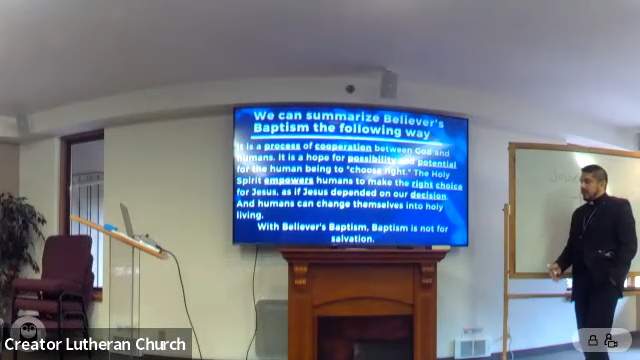 We can summarize Believer's
Baptism the following way
It is a process of cooperation between God and
humans. It is a hope for possibility and potential
for the human being to "choose right." The Holy
Spirit empowers humans to make the right choice
for Jesus, as if Jesus depended on our decision
And humans can change themselves into holy
living.
With Believer's Baptism, Baptism is not for
salvation.
Creator Lutheran Church